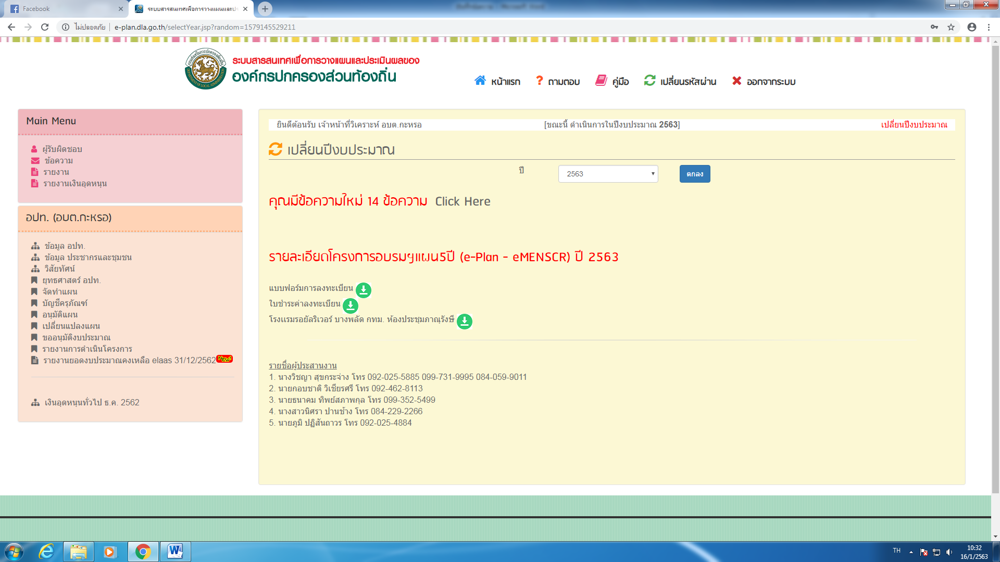 Facebook
ระบบสารสนเทศเพื่อการวางแผนและปร
ไม่ปลอดภัย | e-plan.dla.go.th/selectYear.jsp?random=1579145529211
ระบบสารสนเทศเพื่อการวางแผนและประเมินผลของ
องค์กรปกครองส่วนท้องถิ่น
หน้าแรก
ถามตอบ
คู่มือ
เปลี่ยนรหัสผ่าน
ออกจากระบบ
Main Menu
ผู้รับผิดชอบ
ข้อความ
รายงาน
รายงานเงินอุดหนุน
อปท. (อบต.กะหรอ)
ข้อมูล อปท.
ข้อมูล ประชากรและชุมชน
วิสัยทัศน์
ยุทธศาสตร์ อปท.
จัดทำแผน
บัญชีครุภัณฑ์
อนุมัติแผน
เปลี่ยนแปลงแผน
ขออนุมัติงบประมาณ
รายงานการดำเนินโครงการ
รายงานยอดงบประมาณคงเหลือ elaas 31/12/2562 New!
เงินอุดหนุนทั่วไป ธ.ค. 2562
ยินดีต้อนรับ เจ้าหน้าที่วิเคราะห์ อบต.กะหรอ
[ขณะนี้ ดำเนินการในปีงบประมาณ 2563]
เปลี่ยนปีงบประมาณ
เปลี่ยนปีงบประมาณ
ปี
2563
ตกลง
คุณมีข้อความใหม่ 14 ข้อความ Click Here
รายละเอียดโครงการอบรมฯแผน5ปี (e-Plan - eMENSCR) ปี 2563
แบบฟอร์มการลงทะเบียน
ใบชำระค่าลงทะเบียน
โรงแรมรอยัลริเวอร์ บางพลัด กทม. ห้องประชุมภาณุรังษี
รายชื่อผู้ประสานงาน
1. นางวิชญา สุขกระจ่าง โทร 092-025-5885 099-731-9995 084-059-9011
2. นายกอบชาติ วิเชียรศรี โทร 092-462-8113
3. นายธนาคม ทิพย์สภาพกุล โทร 099-352-5499
4. นางสาวนิศรา ปานช้าง โทร 084-229-2266
5. นายภูมิ ปฏิสันถาวร โทร 092-025-4884
TH
10:32
16/1/2563